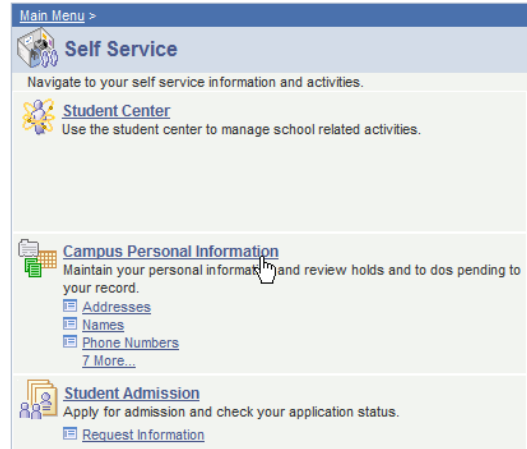 Main Menu >
Self Service
Navigate to your self service information and activities.
Student Center
Use the student center to manage school related activities.
Campus Personal Information
Maintain your personal information and review holds and to dos pending to
your record.
Addresses
Names
Phone Numbers
7 More...
Student Admission
Apply for admission and check your application status.
Request Information